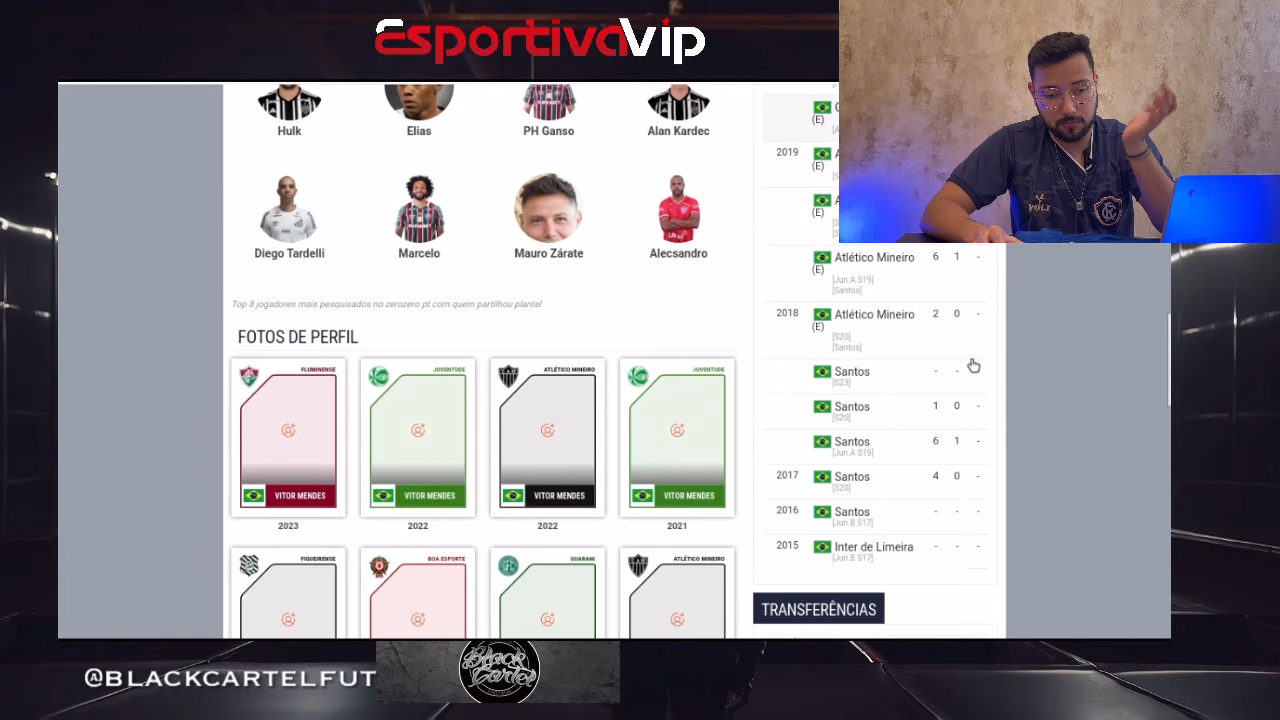 EsportivaVip
Hulk
Elias
PH Ganso
Alan Kardec
Diego Tardelli
Marcelo
Mauro Zárate
Alecsandro
Top 8 jogadores mais pesquisados no zerozero.pt com quem partilhou plantel
FOTOS DE PERFIL
FLUMINENSE
VITOR MENDES
2023
JUVENTUDE
VITOR MENDES
2022
ATLÉTICO MINEIRO
VITOR MENDES
2022
JUVENTUDE
VITOR MENDES
2021
FIGUEIRENSE
BOA ESPORTE
GUARANI
ATLÉTICO MINEIRO
(E)
2019
(E)
(E)
Atlético Mineiro 6 1 -
(E)
[Jun.A S19]
[Santos]
2018 Atlético Mineiro 2 0 -
(E)
[S20]
[Santos]
Santos - - -
[S23]
Santos 1 0 -
[S20]
Santos 6 1 -
[Jun.A S19]
2017 Santos 4 0 -
[S20]
2016 Santos - - -
[Jun.B S17]
2015 Inter de Limeira - - -
[Jun.B S17]
TRANSFERÊNCIAS
VOLT
@BLACKCARTELFUT
Black
Cartel